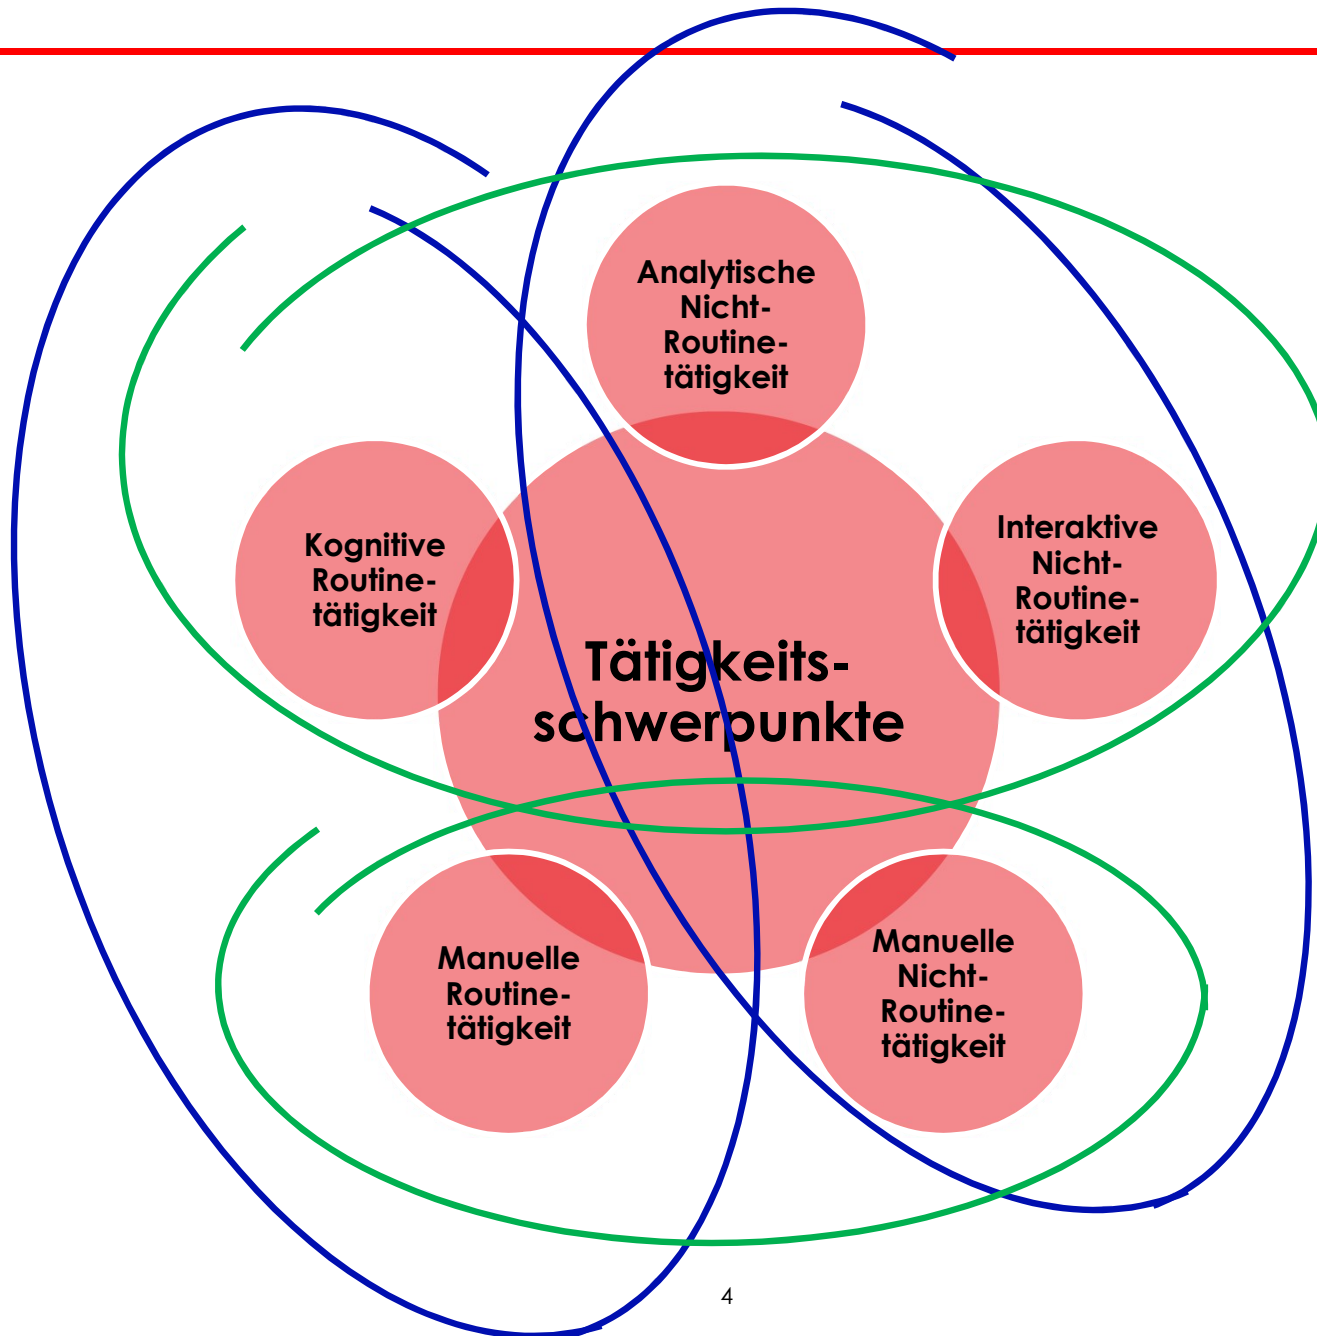 Analytische
Nicht-
Routine-
tätigkeit
Kognitive
Routine-
tätigkeit
Interaktive
Nicht-
Routine-
tätigkeit
Tätigkeits-
schwerpunkte
Manuelle
Routine-
tätigkeit
Manuelle
Nicht-
Routine-
tätigkeit
4